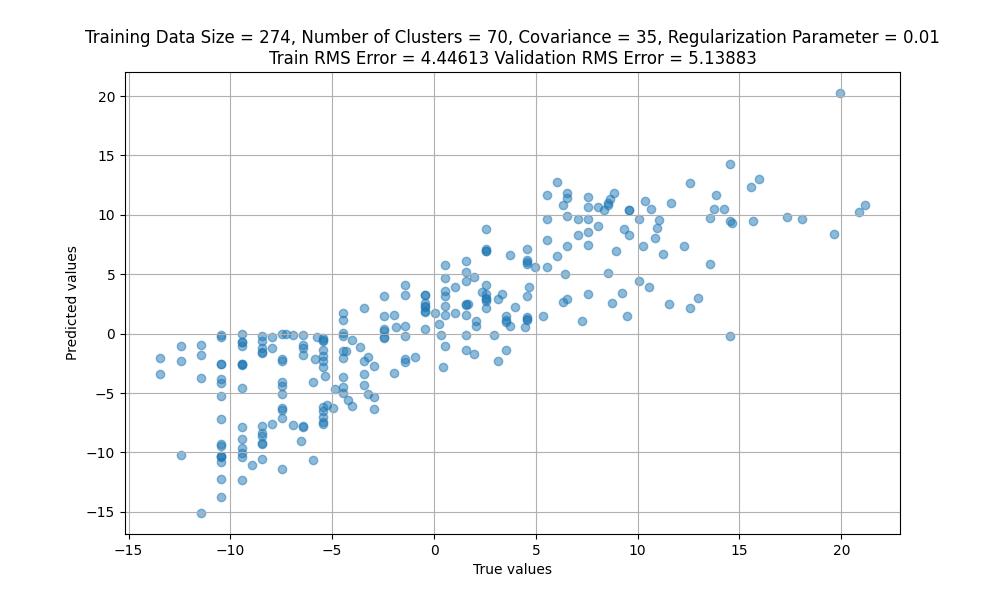 Training Data Size = 274, Number of Clusters = 70, Covariance = 35, Regularization Parameter = 0.01
Train RMS Error = 4.44613 Validation RMS Error = 5.13883
20
15
10
5
0
−5
−10
−15
Predicted values
−15 −10 −5 0 5 10 15 20
True values